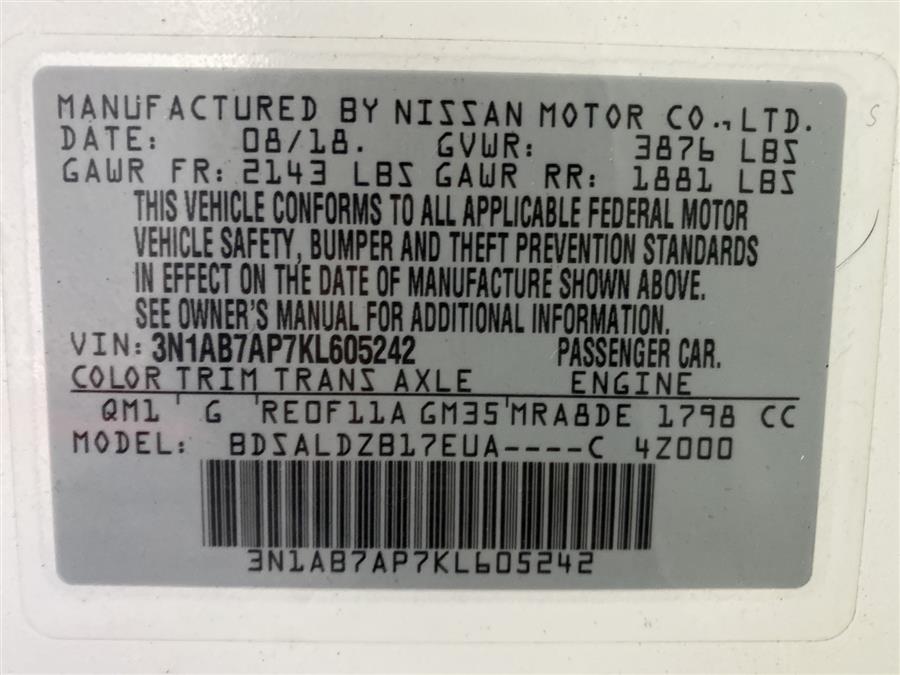 MANUFACTURED BY NISSAN MOTOR CO., LTD.
DATE: 08/18. GVWR: 3876 LBS
GAWR FR: 2143 LBS GAWR RR: 1881 LBS
THIS VEHICLE CONFORMS TO ALL APPLICABLE FEDERAL MOTOR
VEHICLE SAFETY, BUMPER AND THEFT PREVENTION STANDARDS
IN EFFECT ON THE DATE OF MANUFACTURE SHOWN ABOVE.
SEE OWNER'S MANUAL FOR ADDITIONAL INFORMATION.
VIN: 3N1AB7AP7KL605242 PASSENGER CAR.
COLOR TRIM TRANS AXLE ENGINE
QM1 ' G ' RE0F11A GM35 ' MRA8DE 1798 CC
MODEL: BDSALDZB17EUA----C 4Z000
3N1AB7AP7KL605242